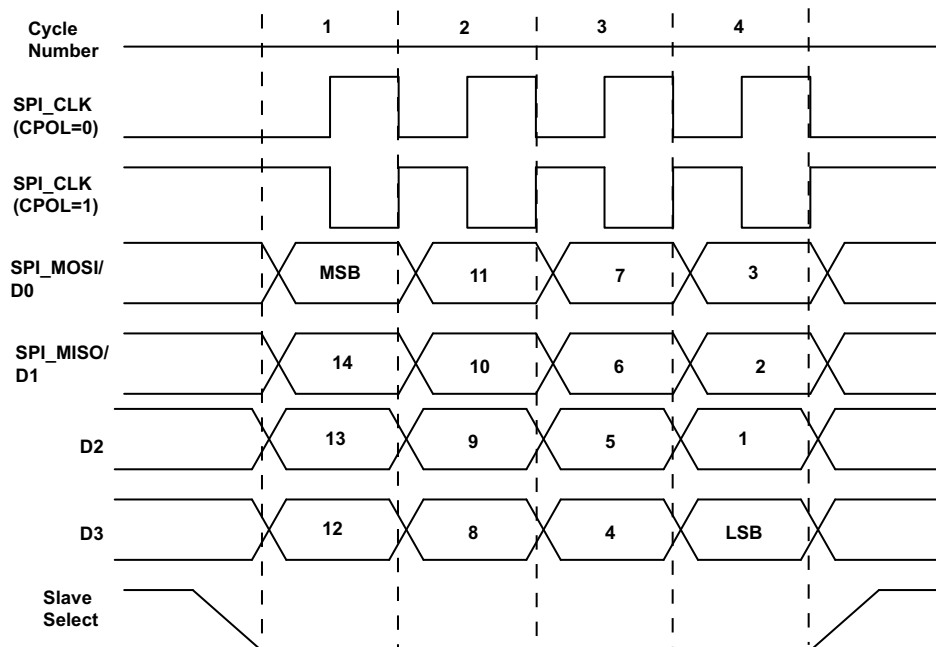 Cycle
Number
1 2 3 4
SPI_CLK
(CPOL=0)
SPI_CLK
(CPOL=1)
SPI_MOSI/
D0
MSB 11 7 3
SPI_MISO/
D1
14 10 6 2
D2
13 9 5 1
D3
12 8 4 LSB
Slave
Select